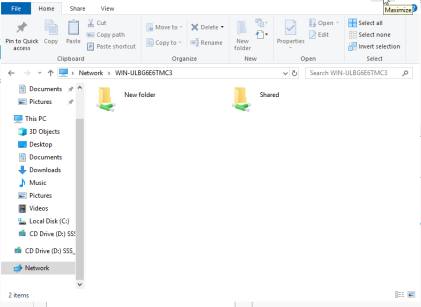 File Home Share View
Maximize
Pin to Quick access
Copy
Paste
Cut
Copy path
Paste shortcut
Move to
Copy to
Delete
Rename
New folder
Properties
Open
Edit
Select all
Select none
Invert selection
Clipboard Organize New Open Select
Network > WIN-ULBG6E6TMC3
Search WIN-ULBG6E6TMC3
Documents
Pictures
This PC
3D Objects
Desktop
Documents
Downloads
Music
Pictures
Videos
Local Disk (C:)
CD Drive (D:) SSS
CD Drive (D:) SSS_
Network
New folder
Shared
2 items